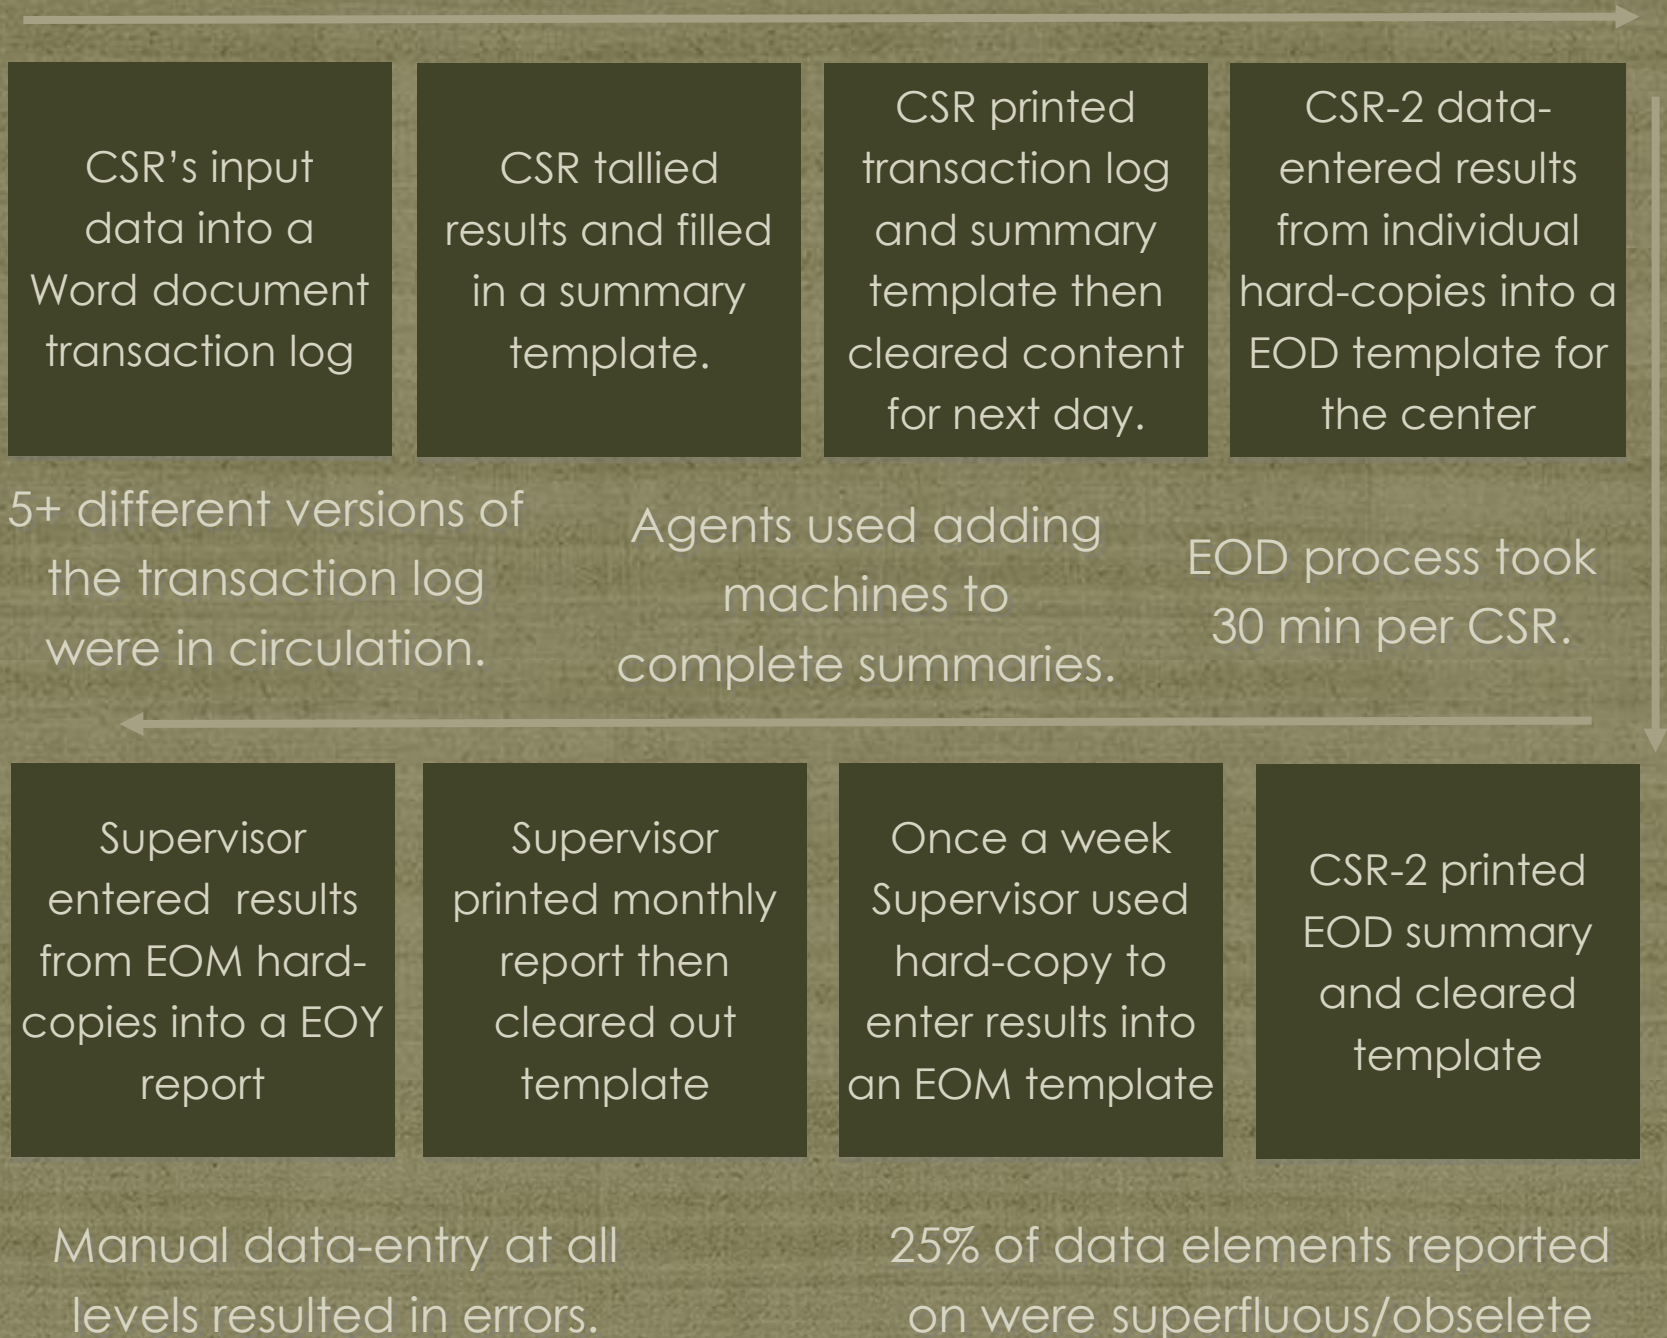 CSR’s input
data into a
Word document
transaction log
CSR tallied
results and filled
in a summary
template.
CSR printed
transaction log
and summary
template then
cleared content
for next day.
CSR-2 data-
entered results
from individual
hard-copies into a
EOD template for
the center
5+ different versions of
the transaction log
were in circulation.
Agents used adding
machines to
complete summaries.
EOD process took
30 min per CSR.
Supervisor
entered  results
from EOM hard-
copies into a EOY
report
Supervisor
printed monthly
report then
cleared out
template
Once a week
Supervisor used
hard-copy to
enter results into
an EOM template
CSR-2 printed
EOD summary
and cleared
template
Manual data-entry at all
levels resulted in errors.
25% of data elements reported
on were superfluous/obselete